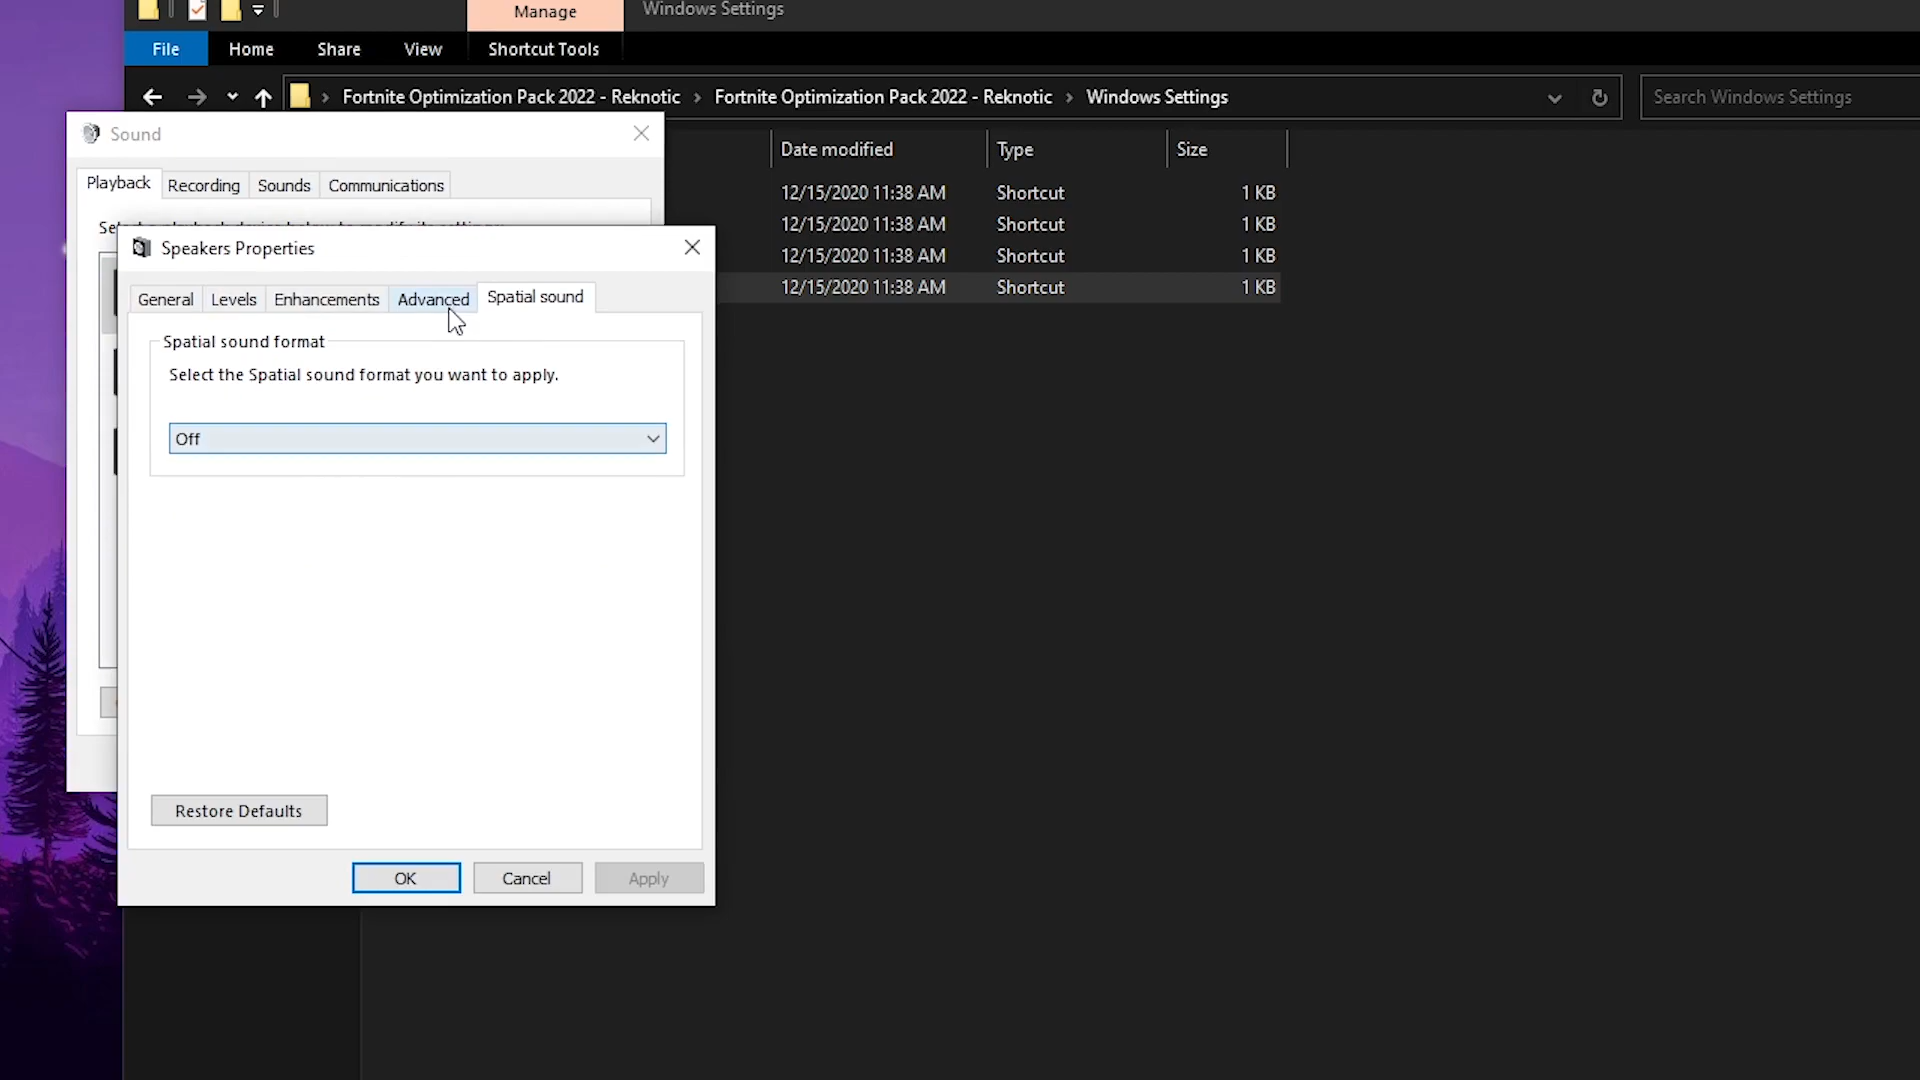 Manage
Windows Settings
File Home Share View Shortcut Tools
Fortnite Optimization Pack 2022 - Reknotic › Fortnite Optimization Pack 2022 - Reknotic › Windows Settings
Search Windows Settings
Sound
Date modified Type Size
Playback Recording Sounds Communications
12/15/2020 11:38 AM Shortcut 1 KB
12/15/2020 11:38 AM Shortcut 1 KB
12/15/2020 11:38 AM Shortcut 1 KB
12/15/2020 11:38 AM Shortcut 1 KB
Speakers Properties
General Levels Enhancements Advanced Spatial sound
Spatial sound format
Select the Spatial sound format you want to apply.
Off
Restore Defaults
OK Cancel Apply